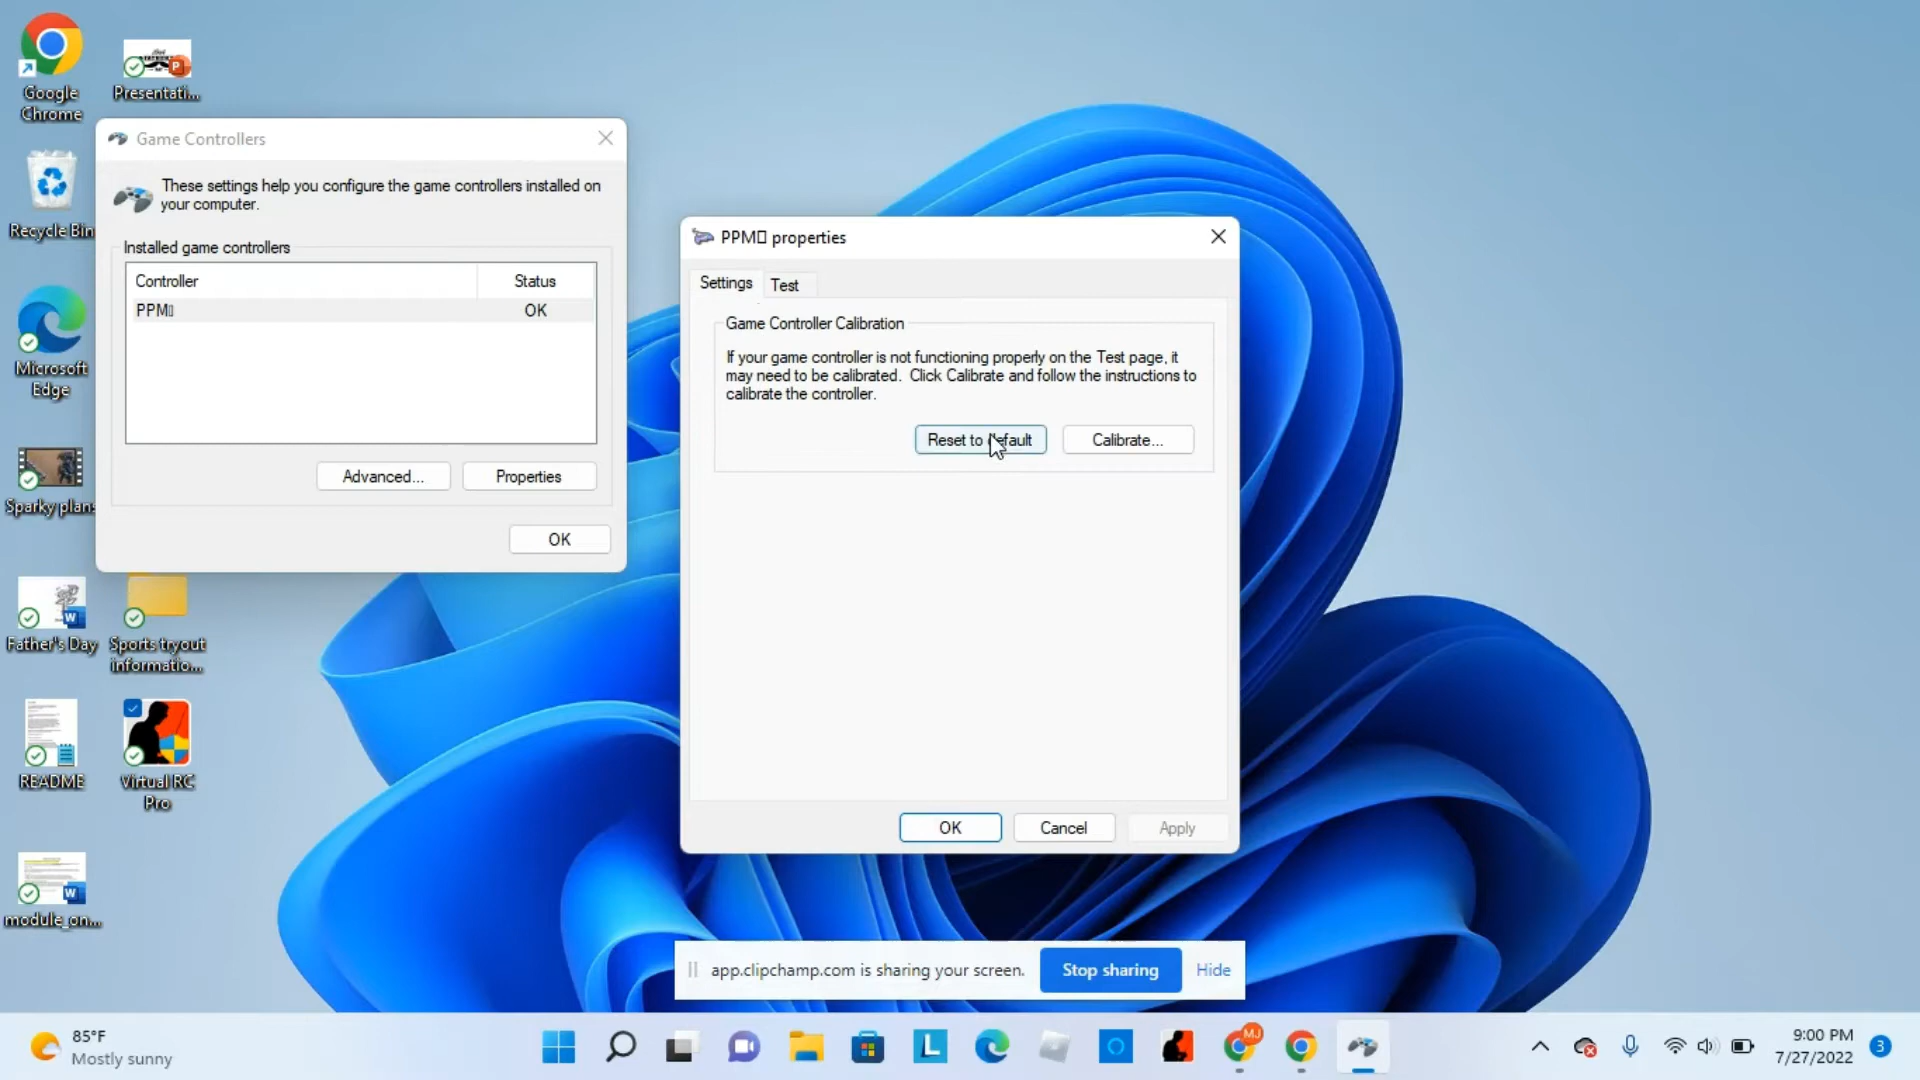 Google
Chrome
Presentati...
Recycle Bin
Microsoft
Edge
Sparky plans
Father's Day
Sports tryout
informatio...
README
Virtual RC
Pro
module_on...
Game Controllers
These settings help you configure the game controllers installed on
your computer.
Installed game controllers
Controller Status
PPM▯ OK
Advanced... Properties
OK
PPM▯ properties
Settings Test
Game Controller Calibration
If your game controller is not functioning properly on the Test page, it
may need to be calibrated. Click Calibrate and follow the instructions to
calibrate the controller.
Reset to default Calibrate...
OK Cancel Apply
app.clipchamp.com is sharing your screen. Stop sharing Hide
85°F
Mostly sunny
MJ
9:00 PM
7/27/2022
3